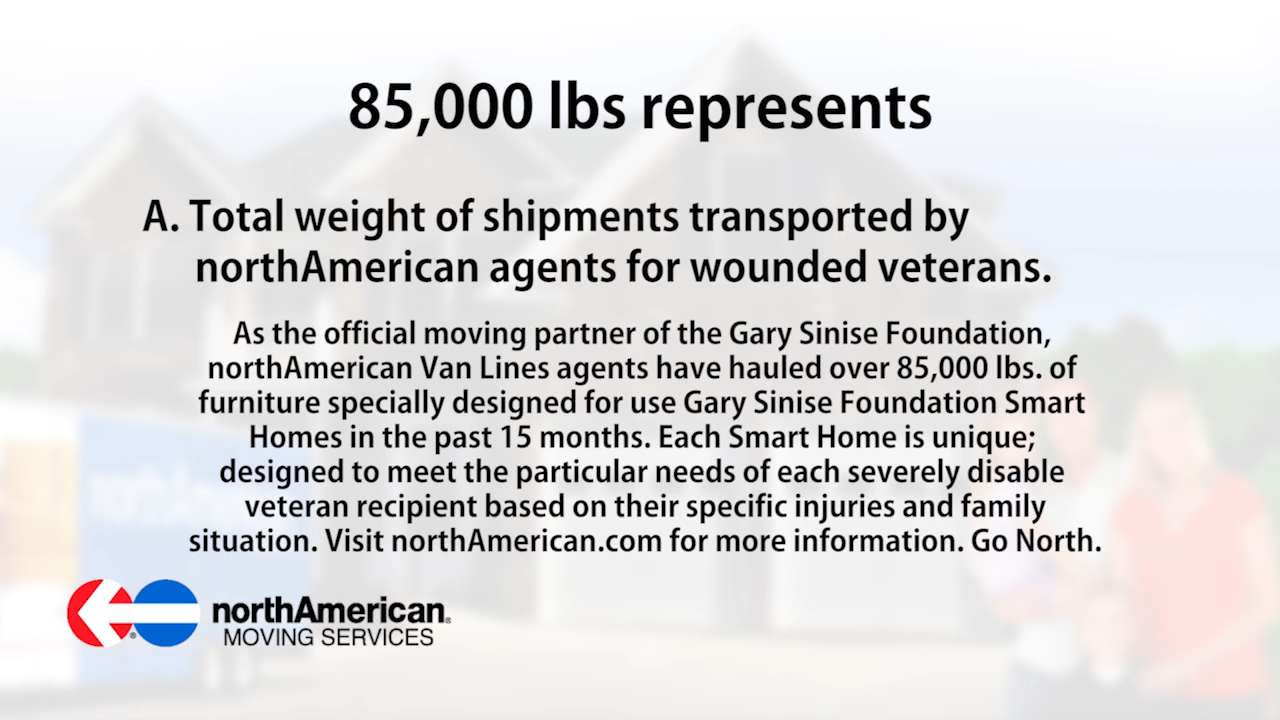 85,000 lbs represents
A. Total weight of shipments transported by
northAmerican agents for wounded veterans.
As the official moving partner of the Gary Sinise Foundation,
northAmerican Van Lines agents have hauled over 85,000 lbs. of
furniture specially designed for use Gary Sinise Foundation Smart
Homes in the past 15 months. Each Smart Home is unique;
designed to meet the particular needs of each severely disable
veteran recipient based on their specific injuries and family
situation. Visit northAmerican.com for more information. Go North.
® northAmerican®
MOVING SERVICES